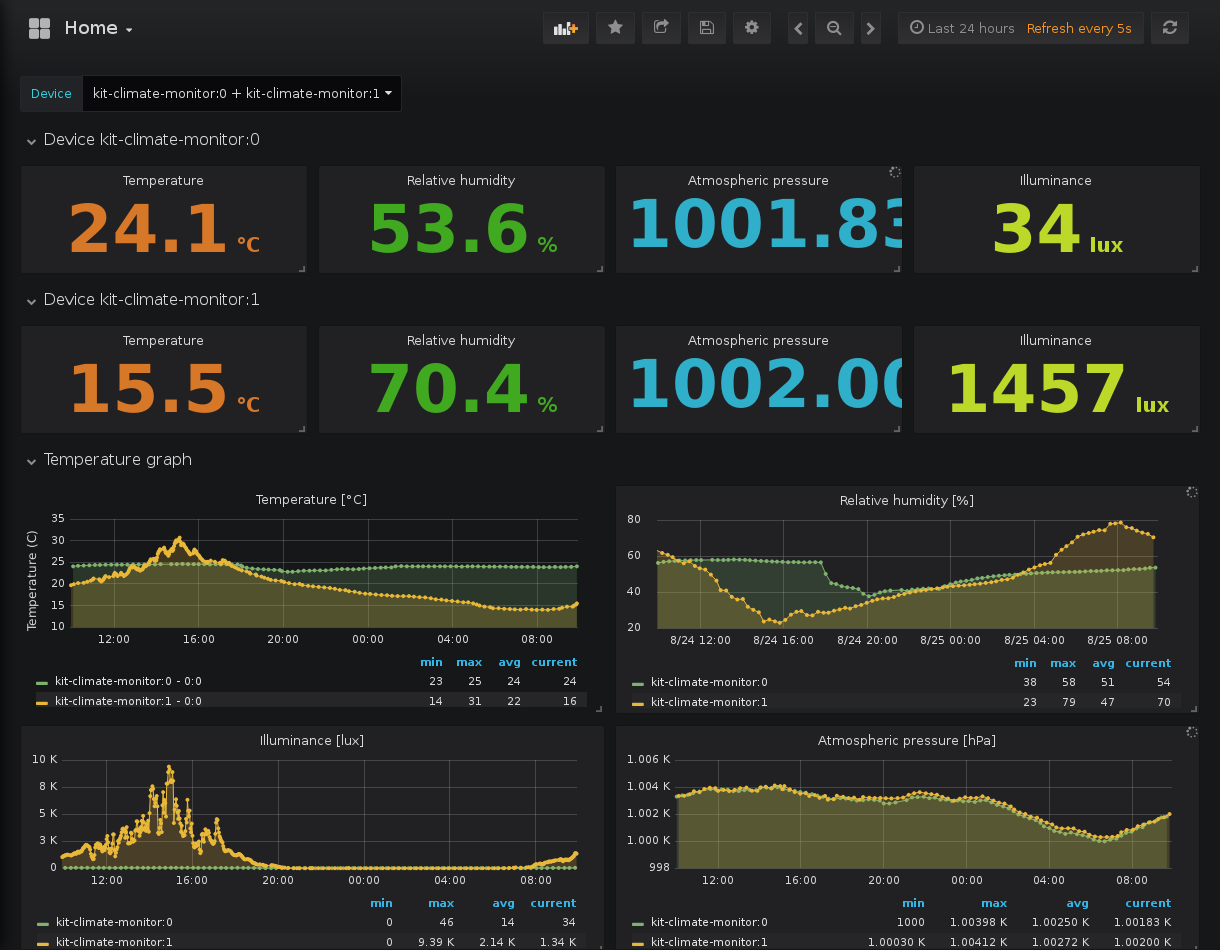 Home
Last 24 hours Refresh every 5s
Device kit-climate-monitor:0 + kit-climate-monitor:1
Device kit-climate-monitor:0
Temperature Relative humidity Atmospheric pressure Illuminance
24.1 °C 53.6 % 1001.83 34 lux
Device kit-climate-monitor:1
Temperature Relative humidity Atmospheric pressure Illuminance
15.5 °C 70.4 % 1002.00 1457 lux
Temperature graph
Temperature [°C]
Temperature (C)
35
30
25
20
15
10
12:00 16:00 20:00 00:00 04:00 08:00
min max avg current
kit-climate-monitor:0 - 0:0 23 25 24 24
kit-climate-monitor:1 - 0:0 14 31 22 16
Relative humidity [%]
80
60
40
20
8/24 12:00 8/24 16:00 8/24 20:00 8/25 00:00 8/25 04:00 8/25 08:00
min max avg current
kit-climate-monitor:0 38 58 51 54
kit-climate-monitor:1 23 79 47 70
Illuminance [lux]
10 K
8 K
5 K
3 K
0
12:00 16:00 20:00 00:00 04:00 08:00
min max avg current
kit-climate-monitor:0 0 46 14 34
kit-climate-monitor:1 0 9.39 K 2.14 K 1.34 K
Atmospheric pressure [hPa]
1.006 K
1.004 K
1.002 K
1.000 K
998
12:00 16:00 20:00 00:00 04:00 08:00
min max avg current
kit-climate-monitor:0 1000 1.00398 K 1.00250 K 1.00183 K
kit-climate-monitor:1 1.00030 K 1.00412 K 1.00272 K 1.00200 K